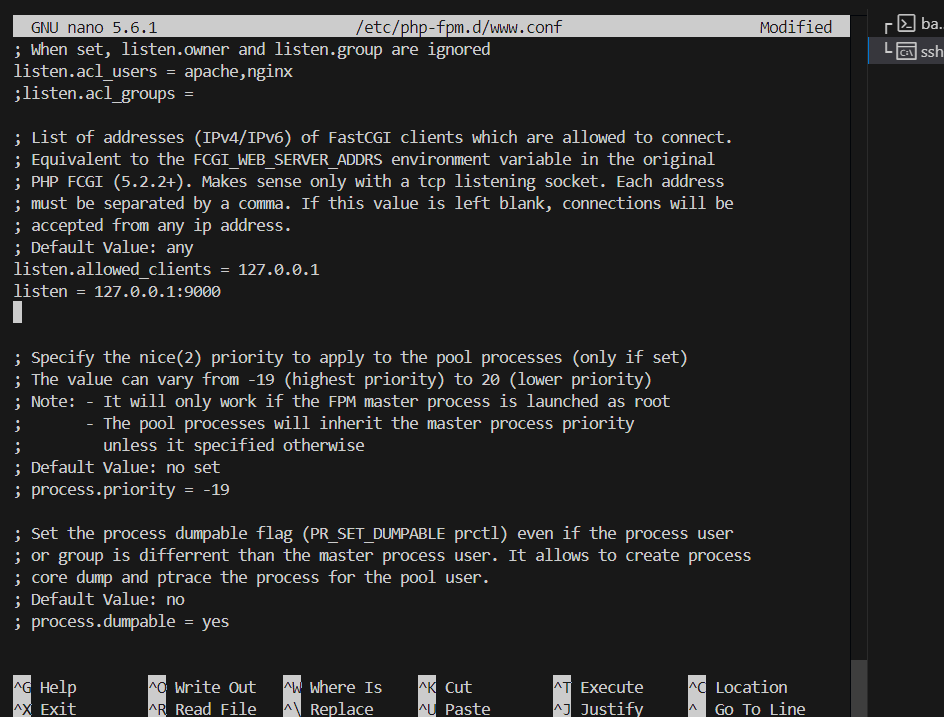 GNU nano 5.6.1 /etc/php-fpm.d/www.conf Modified
; When set, listen.owner and listen.group are ignored
listen.acl_users = apache,nginx
;listen.acl_groups =
; List of addresses (IPv4/IPv6) of FastCGI clients which are allowed to connect.
; Equivalent to the FCGI_WEB_SERVER_ADDRS environment variable in the original
; PHP FCGI (5.2.2+). Makes sense only with a tcp listening socket. Each address
; must be separated by a comma. If this value is left blank, connections will be
; accepted from any ip address.
; Default Value: any
listen.allowed_clients = 127.0.0.1
listen = 127.0.0.1:9000
; Specify the nice(2) priority to apply to the pool processes (only if set)
; The value can vary from -19 (highest priority) to 20 (lower priority)
; Note: - It will only work if the FPM master process is launched as root
;       - The pool processes will inherit the master process priority
;         unless it specified otherwise
; Default Value: no set
; process.priority = -19
; Set the process dumpable flag (PR_SET_DUMPABLE prctl) even if the process user
; or group is differrent than the master process user. It allows to create process
; core dump and ptrace the process for the pool user.
; Default Value: no
; process.dumpable = yes
^G Help ^O Write Out ^W Where Is ^K Cut ^T Execute ^C Location
^X Exit ^R Read File ^\ Replace ^U Paste ^J Justify ^_ Go To Line
ba...
ssh